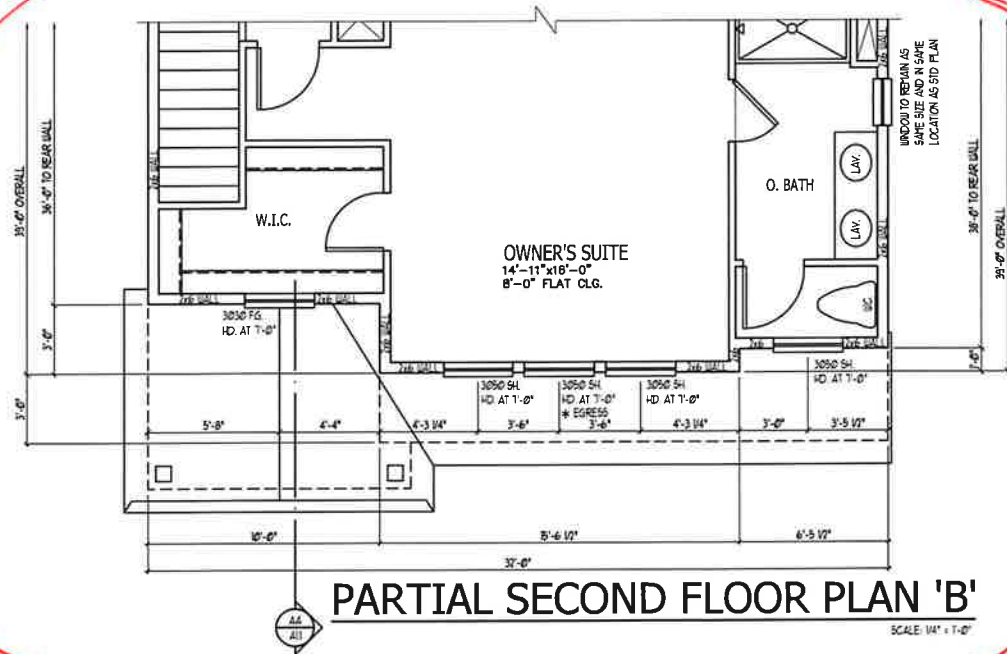 WINDOW TO REMAIN AS
SAME SIZE AND IN SAME
LOCATION AS STD PLAN
2x6 WALL
39'-0" OVERALL
36'-0" TO REAR WALL
2x6 WALL
LAV.
O. BATH
W.I.C.
LAV.
2x6 WALL
38'-0" TO REAR WALL
39'-0" OVERALL
OWNER'S SUITE
14'-11"x18'-0"
8'-0" FLAT CLG.
WC
2x6 WALL
2x6 WALL
3030 FG.
HD. AT 7'-0"
3'-0"
2x6 WALL
2x6
2x6 WALL
2x6
1'-0"
2x6 WALL
2x6 WALL
3050 SH.
HD. AT 7'-0"
3050 SH.
HD. AT 7'-0"
* EGRESS
3050 SH.
HD. AT 7'-0"
3050 SH.
HD. AT 7'-0"
3'-0"
5'-8"
4'-4"
4'-3 1/4"
3'-6"
3'-6"
4'-3 1/4"
3'-0"
3'-5 1/2"
10'-0"
15'-6 1/2"
6'-5 1/2"
32'-0"
AA
A11
PARTIAL SECOND FLOOR PLAN 'B'
SCALE: 1/4" = 1'-0"